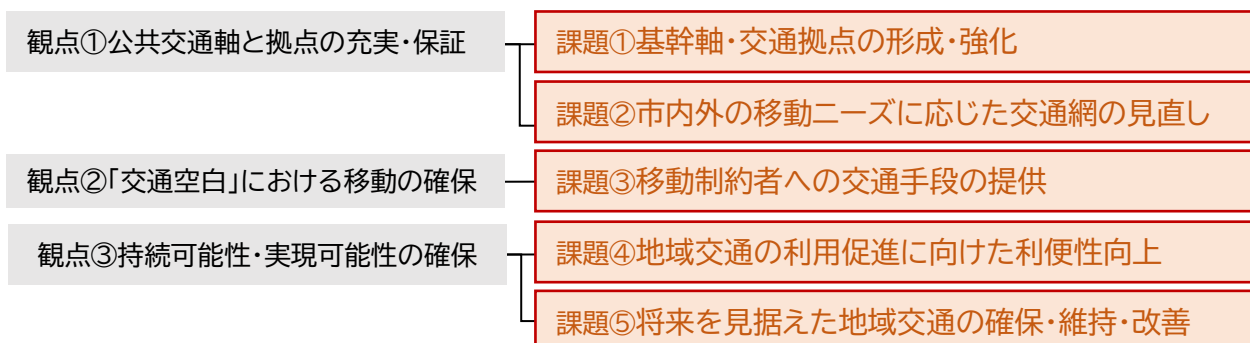 観点①公共交通軸と拠点の充実・保証
課題①基幹軸・交通拠点の形成・強化
課題②市内外の移動ニーズに応じた交通網の見直し
観点②「交通空白」における移動の確保
課題③移動制約者への交通手段の提供
観点③持続可能性・実現可能性の確保
課題④地域交通の利用促進に向けた利便性向上
課題⑤将来を見据えた地域交通の確保・維持・改善